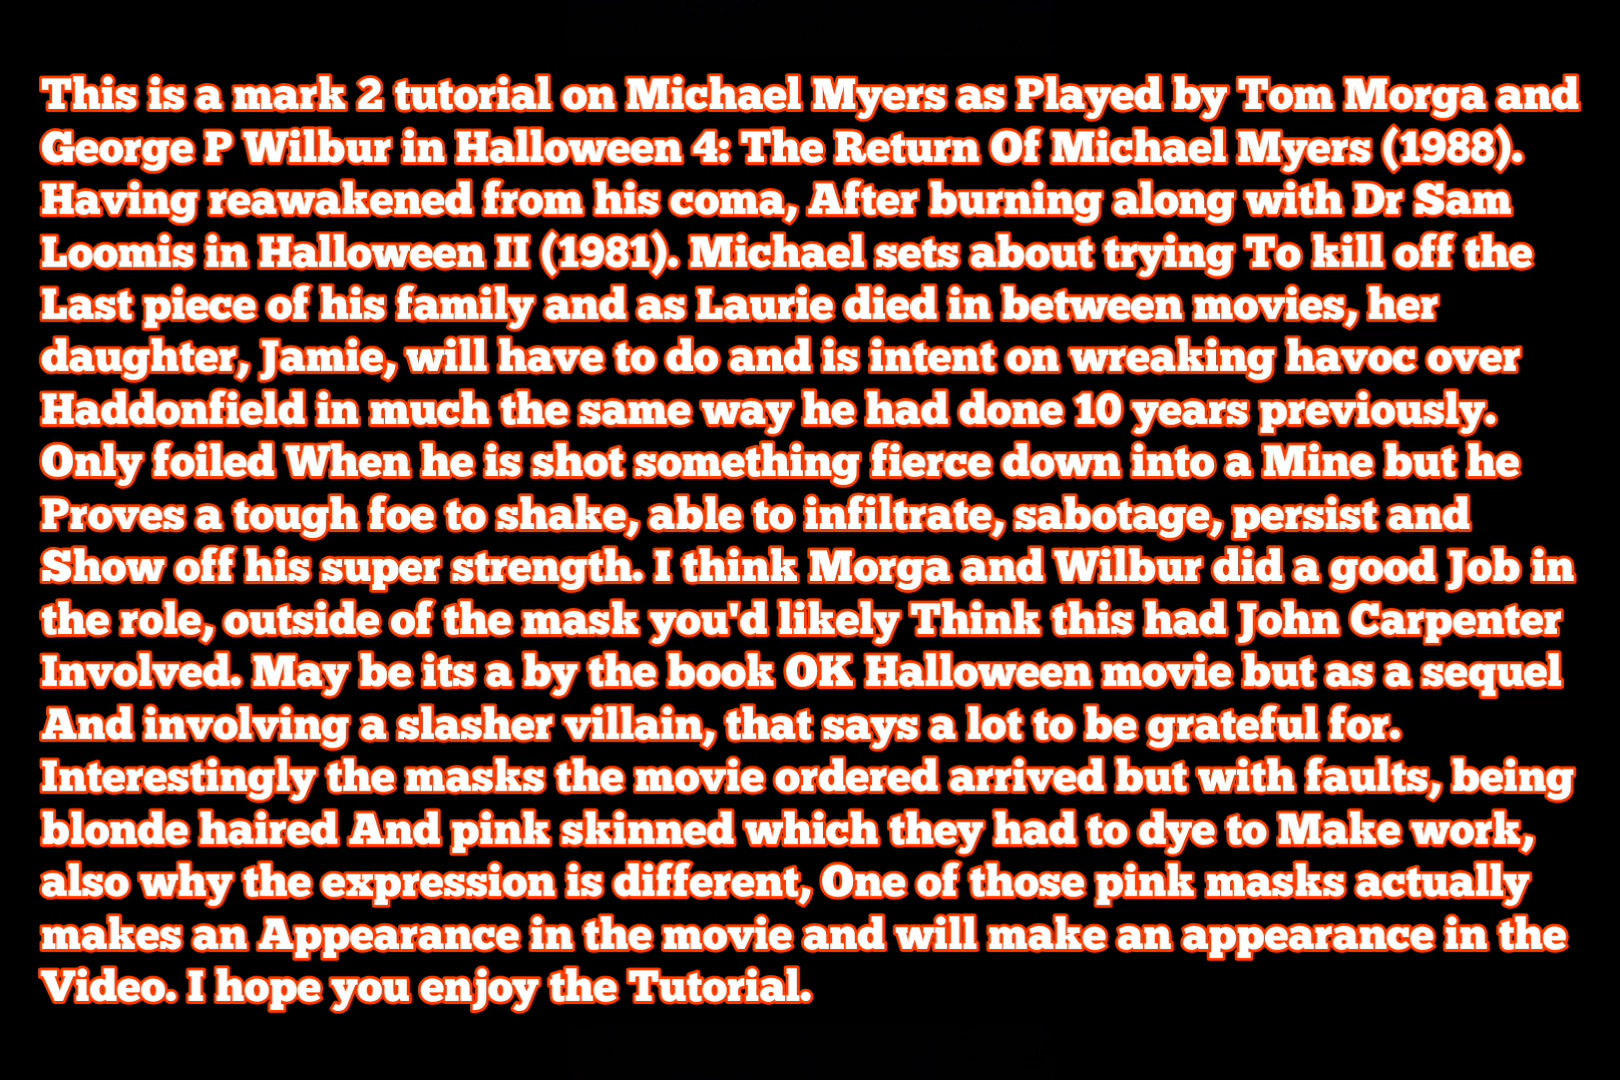 This is a mark 2 tutorial on Michael Myers as Played by Tom Morga and
George P Wilbur in Halloween 4: The Return Of Michael Myers (1988).
Having reawakened from his coma, After burning along with Dr Sam
Loomis in Halloween II (1981). Michael sets about trying To kill off the
Last piece of his family and as Laurie died in between movies, her
daughter, Jamie, will have to do and is intent on wreaking havoc over
Haddonfield in much the same way he had done 10 years previously.
Only foiled When he is shot something fierce down into a Mine but he
Proves a tough foe to shake, able to infiltrate, sabotage, persist and
Show off his super strength. I think Morga and Wilbur did a good Job in
the role, outside of the mask you'd likely Think this had John Carpenter
Involved. May be its a by the book OK Halloween movie but as a sequel
And involving a slasher villain, that says a lot to be grateful for.
Interestingly the masks the movie ordered arrived but with faults, being
blonde haired And pink skinned which they had to dye to Make work,
also why the expression is different, One of those pink masks actually
makes an Appearance in the movie and will make an appearance in the
Video. I hope you enjoy the Tutorial.